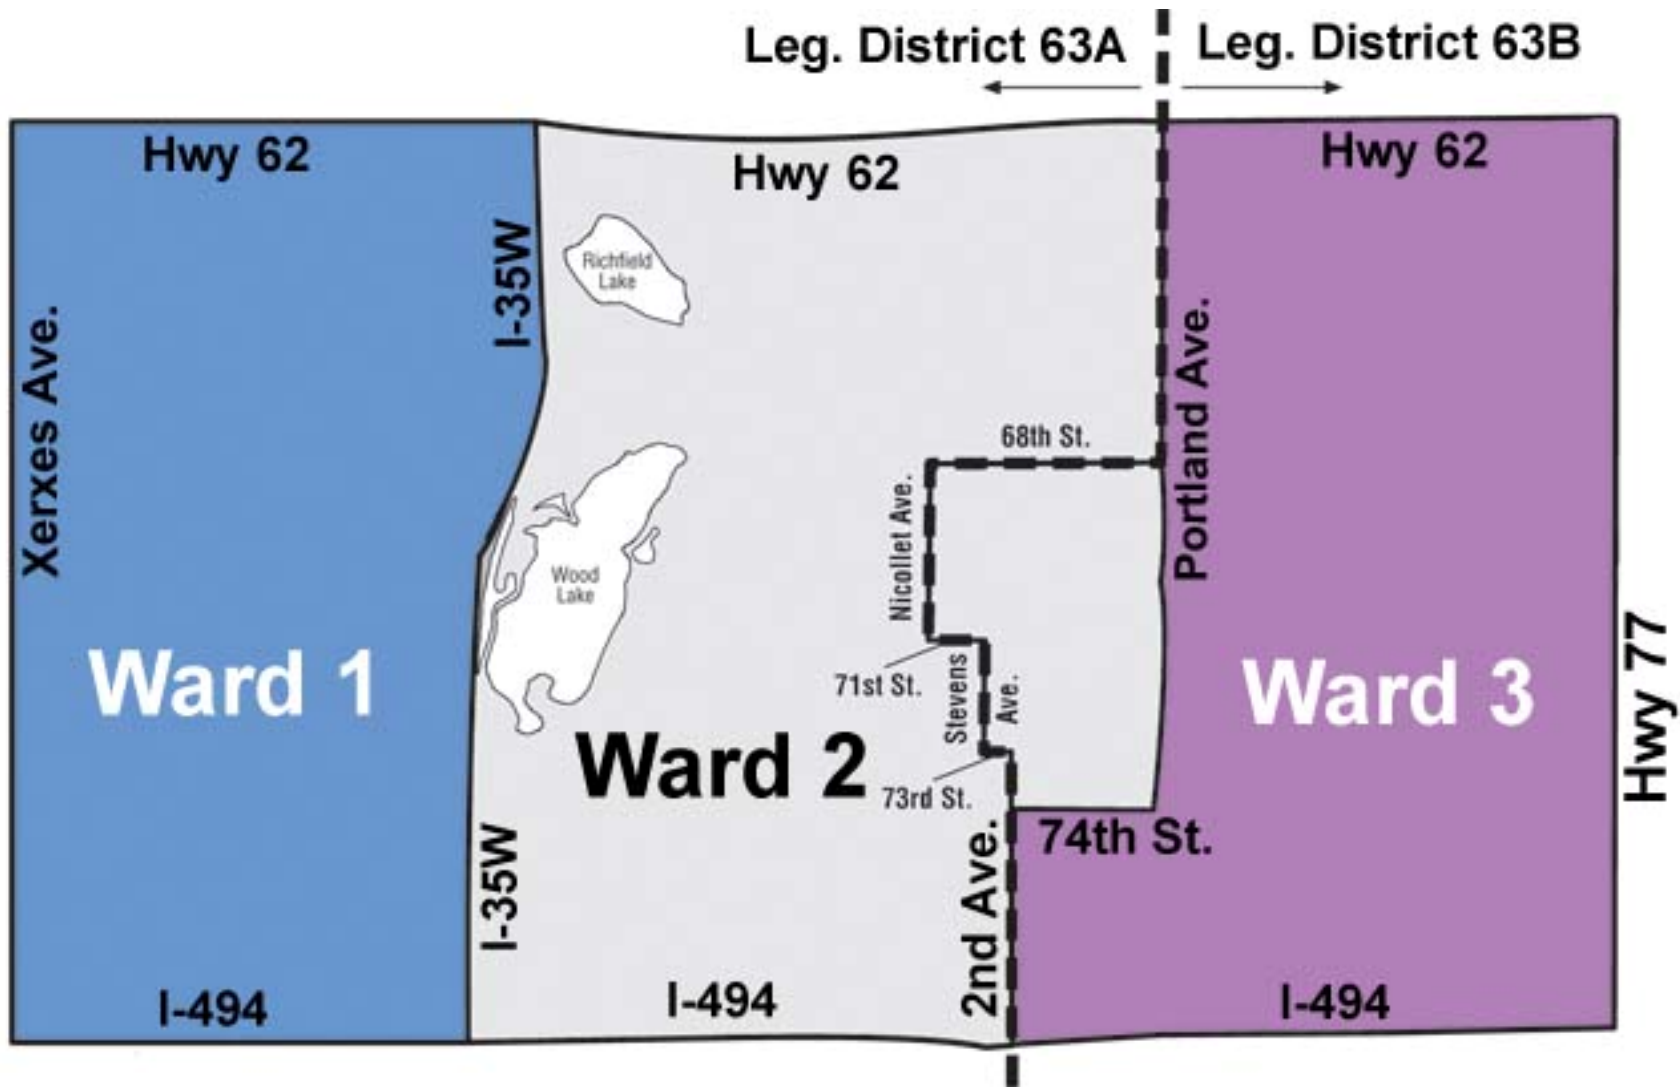 Leg. District 63A
Leg. District 63B
Hwy 62
Hwy 62
Hwy 62
I-35W
Richfield
Lake
Xerxes Ave.
Portland Ave.
68th St.
Nicollet Ave.
Wood
Lake
Ward 1
Ward 2
Ward 3
Hwy 77
71st St.
Stevens
Ave.
73rd St.
74th St.
I-35W
2nd Ave.
I-494
I-494
I-494